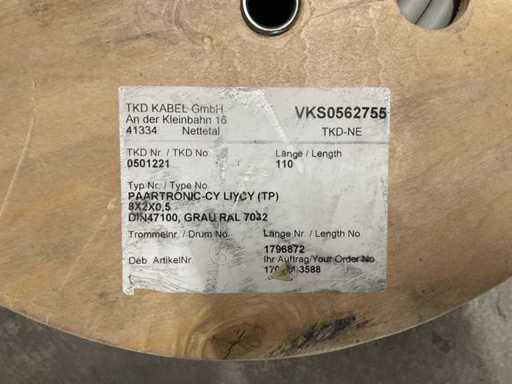 TKD KABEL GmbH
An der Kleinbahn 16
41334 Nettetal
VKS0562755
TKD-NE
TKD Nr. / TKD No
0501221
Länge / Length
110
Typ Nr. / Type No
PAARTRONIC-CY LIYCY (TP)
8X2X0,5
DIN47100, GRAU RAL 7032
Trommelnr. / Drum No
Länge Nr. / Length No
1796872
Deb. ArtikelNr
Ihr Auftrag/Your Order No
3588